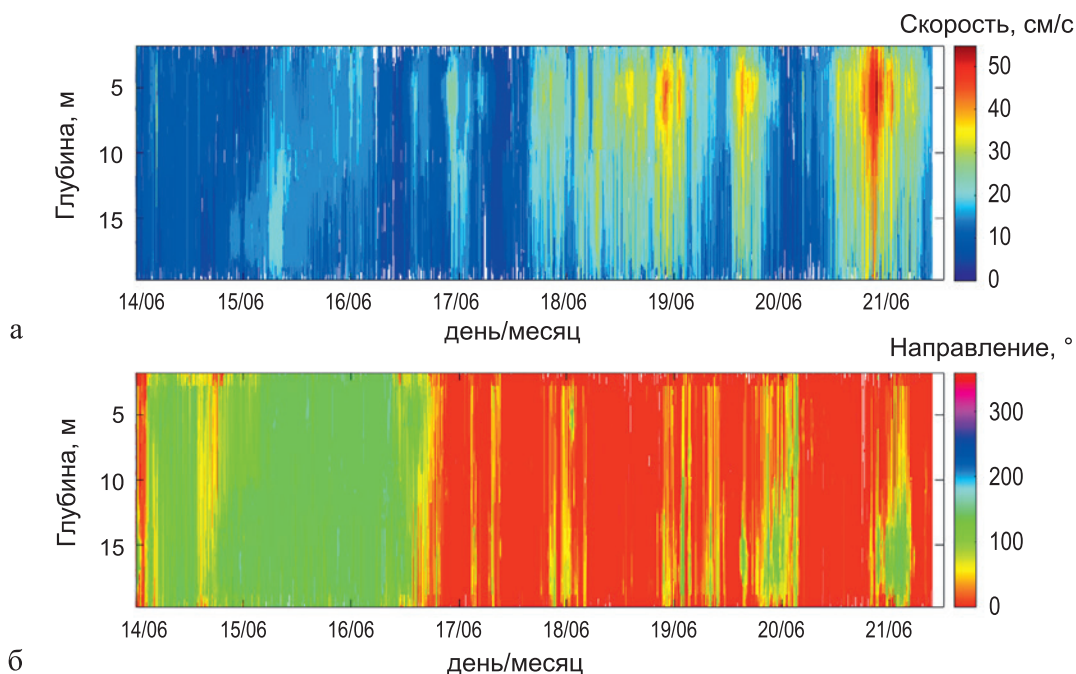 Скорость, см/с
Глубина, м
5
10
15
50
40
30
20
10
0
14/06 15/06 16/06 17/06 18/06 19/06 20/06 21/06
день/месяц
а
Направление, °
Глубина, м
5
10
15
300
200
100
0
14/06 15/06 16/06 17/06 18/06 19/06 20/06 21/06
день/месяц
б